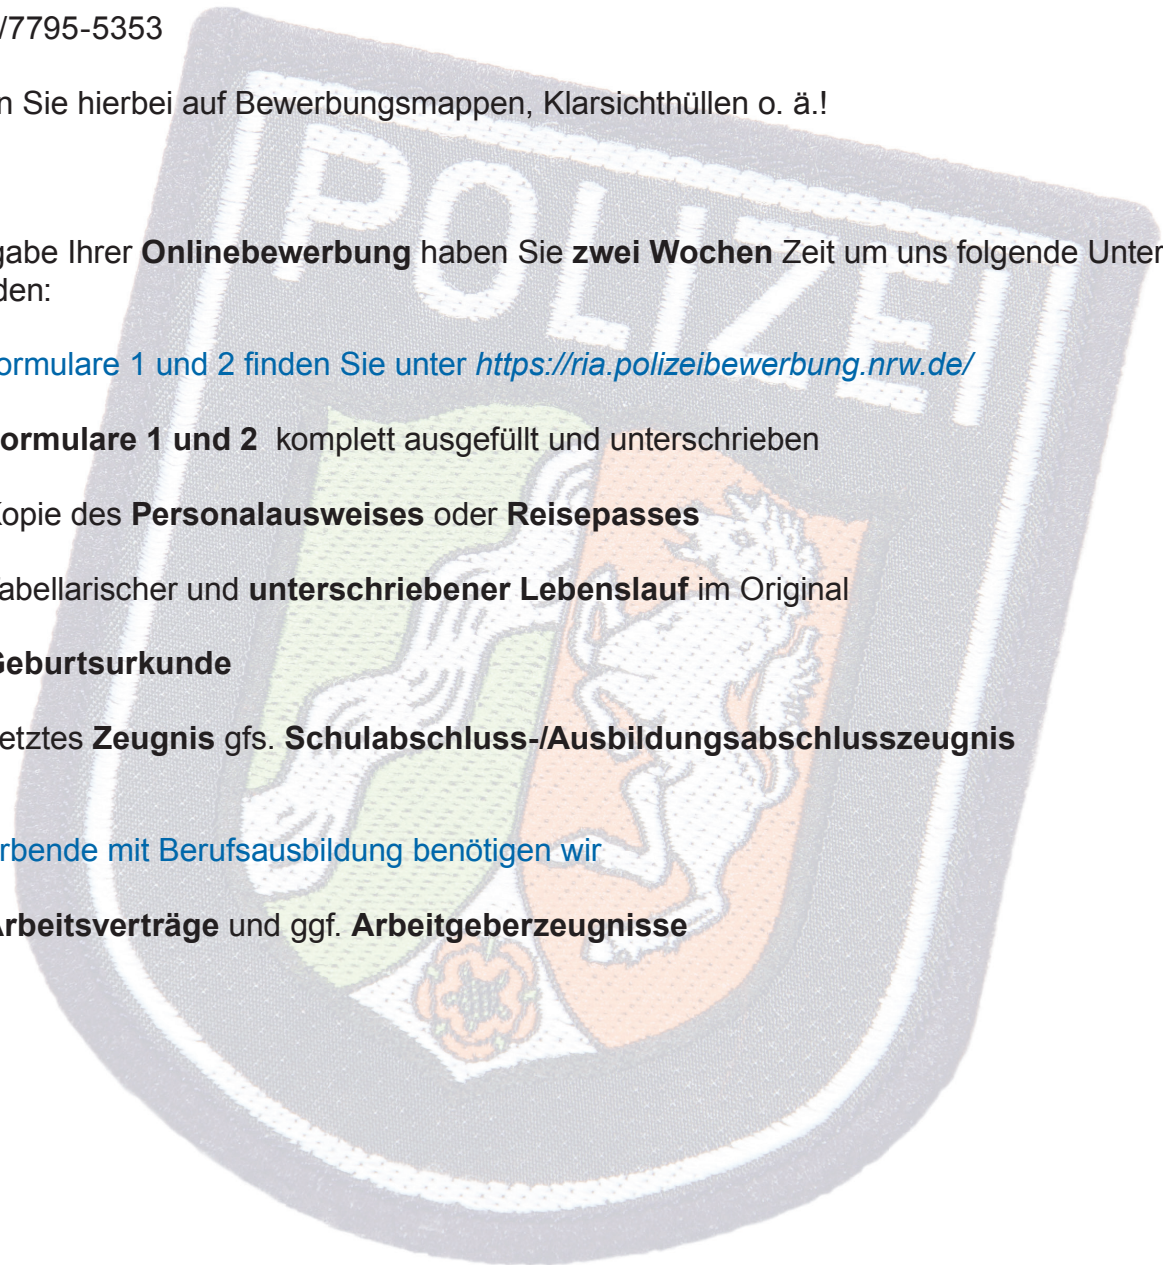 /7795-5353
n Sie hierbei auf Bewerbungsmappen, Klarsichthüllen o. ä.!
POLIZEI
gabe Ihrer Onlinebewerbung haben Sie zwei Wochen Zeit um uns folgende Unter
den:
ormulare 1 und 2 finden Sie unter https://ria.polizeibewerbung.nrw.de/
ormulare 1 und 2 komplett ausgefüllt und unterschrieben
Kopie des Personalausweises oder Reisepasses
abellarischer und unterschriebener Lebenslauf im Original
Geburtsurkunde
etztes Zeugnis gfs. Schulabschluss-/Ausbildungsabschlusszeugnis
rbende mit Berufsausbildung benötigen wir
Arbeitsverträge und ggf. Arbeitgeberzeugnisse